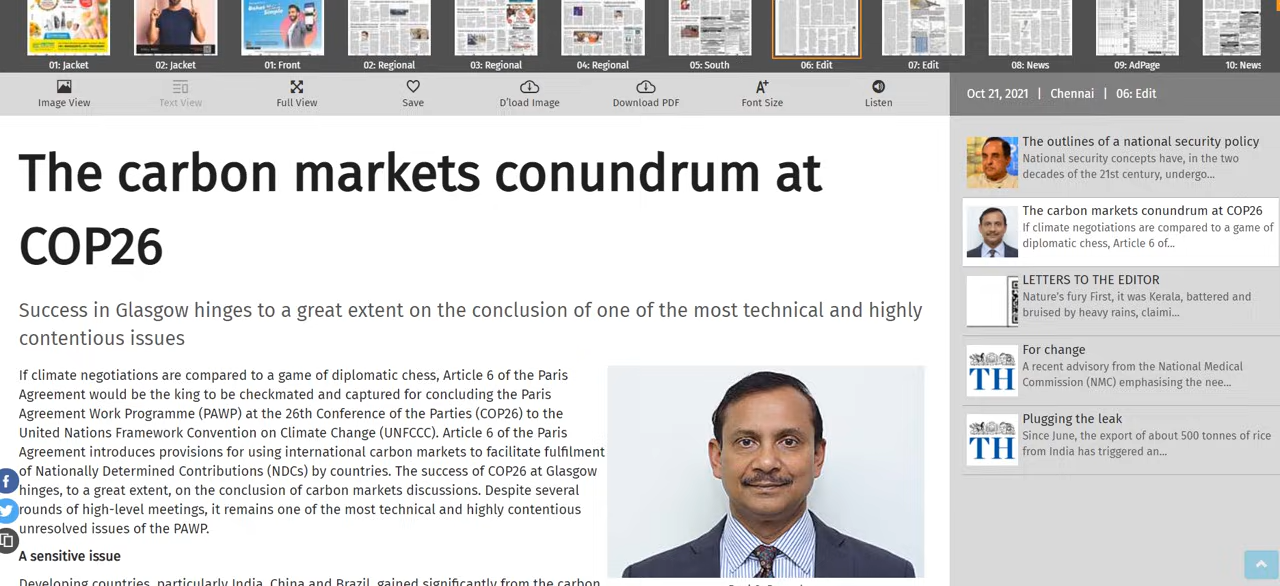 01: Jacket
02: Jacket
01: Front
02: Regional
03: Regional
04: Regional
05: South
06: Edit
07: Edit
08: News
09: AdPage
10: News
Image View
Text View
Full View
Save
D'load Image
Download PDF
Font Size
Listen
Oct 21, 2021 | Chennai | 06: Edit
The carbon markets conundrum at
COP26
Success in Glasgow hinges to a great extent on the conclusion of one of the most technical and highly
contentious issues
If climate negotiations are compared to a game of diplomatic chess, Article 6 of the Paris
Agreement would be the king to be checkmated and captured for concluding the Paris
Agreement Work Programme (PAWP) at the 26th Conference of the Parties (COP26) to the
United Nations Framework Convention on Climate Change (UNFCCC). Article 6 of the Paris
Agreement introduces provisions for using international carbon markets to facilitate fulfilment
of Nationally Determined Contributions (NDCs) by countries. The success of COP26 at Glasgow
hinges, to a great extent, on the conclusion of carbon markets discussions. Despite several
rounds of high-level meetings, it remains one of the most technical and highly contentious
unresolved issues of the PAWP.
A sensitive issue
Developing countries, particularly India, China and Brazil, gained significantly from the carbon
The outlines of a national security policy
National security concepts have, in the two
decades of the 21st century, undergo...
The carbon markets conundrum at COP26
If climate negotiations are compared to a game of
diplomatic chess, Article 6 of...
LETTERS TO THE EDITOR
Nature's fury First, it was Kerala, battered and
bruised by heavy rains, claimi...
TH
For change
A recent advisory from the National Medical
Commission (NMC) emphasising the nee...
TH
Plugging the leak
Since June, the export of about 500 tonnes of rice
from India has triggered an...